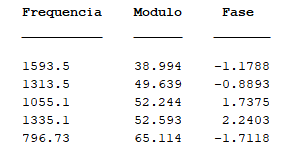 Frequencia Modulo Fase
1593.5 38.994 -1.1788
1313.5 49.639 -0.8893
1055.1 52.244 1.7375
1335.1 52.593 2.2403
796.73 65.114 -1.7118